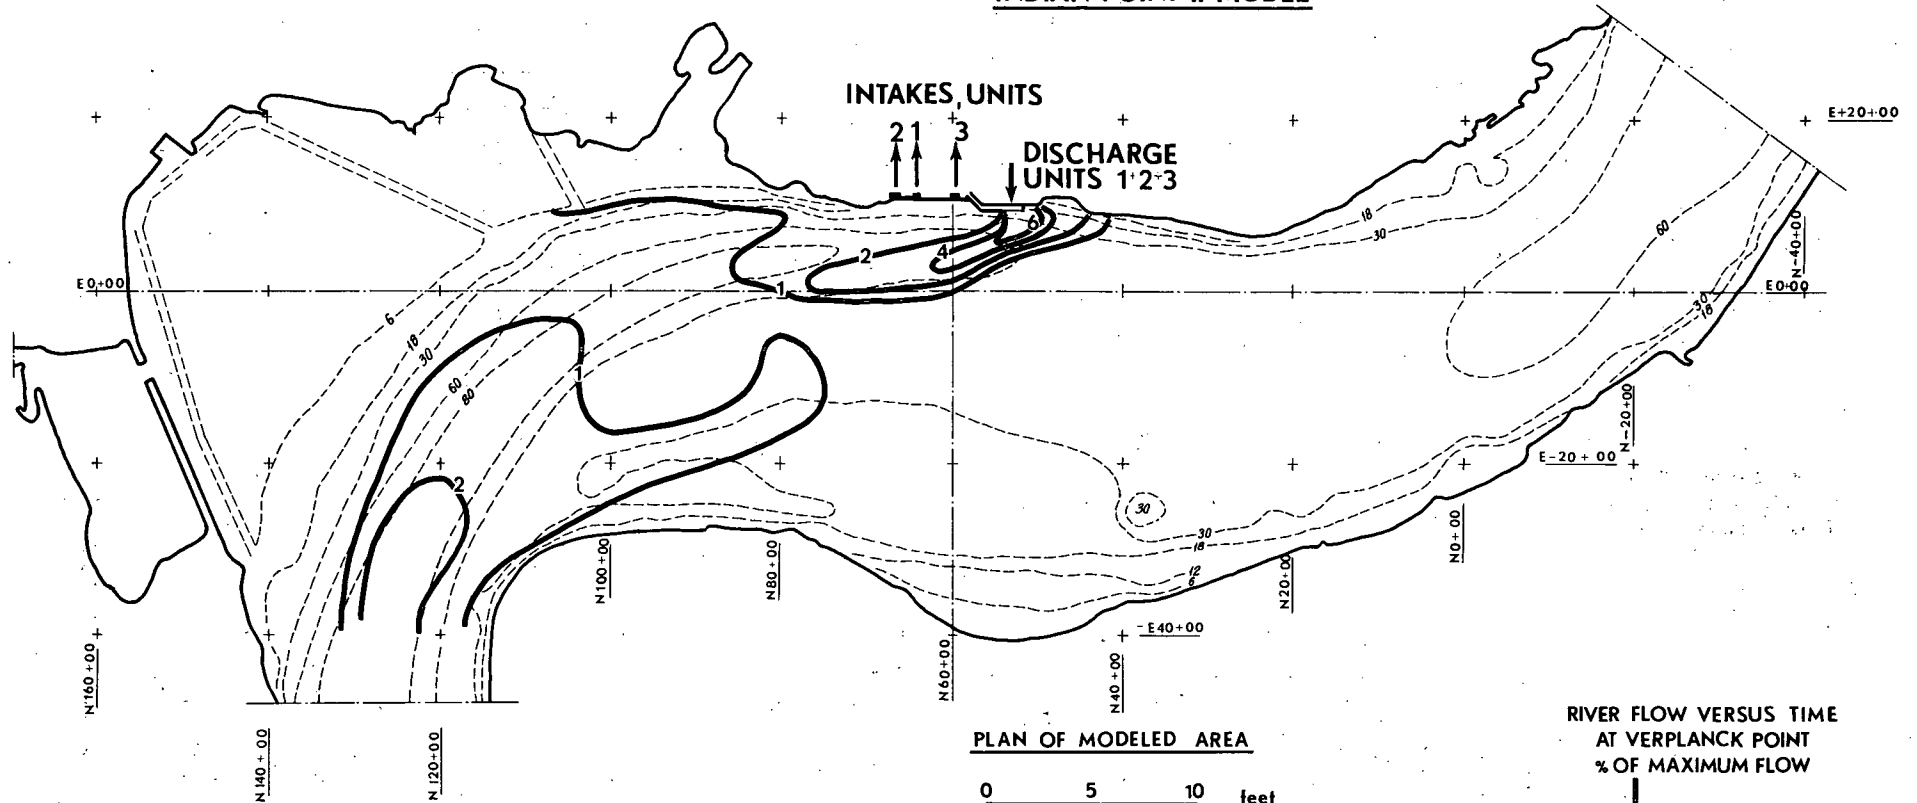 INDIAN POINT II MODEL
INTAKES, UNITS
2 1 3
DISCHARGE
UNITS 1+2+3
E+20+00
18
30
60
N-40+00
6
2
4
E0+00
1
E0+00
6
18
30
60
80
1
30
18
N-20+00
E-20+00
2
30
30
18
12
6
N100+00
N80+00
N20+00
N0+00
-E40+00
N160+00
N60+00
N40+00
N140+00
N120+00
PLAN OF MODELED AREA
0 5 10 feet
RIVER FLOW VERSUS TIME
AT VERPLANCK POINT
% OF MAXIMUM FLOW